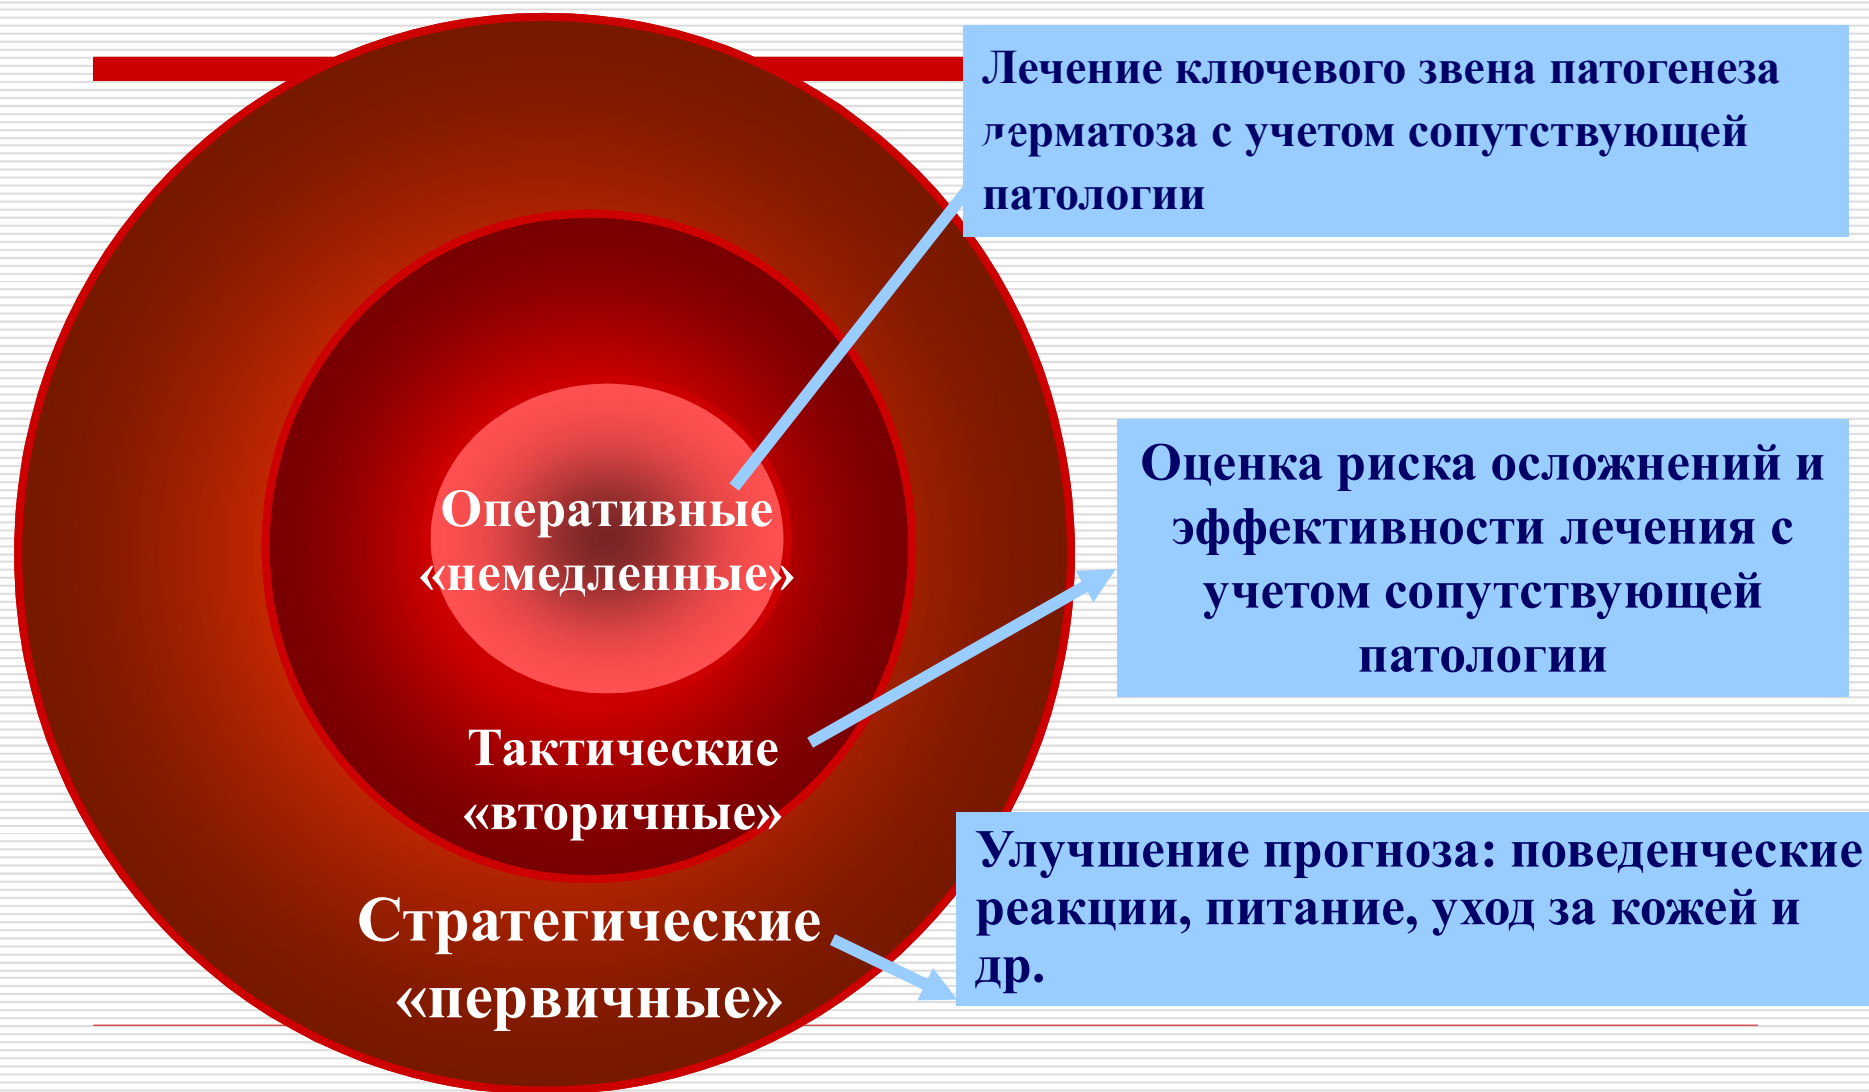 Лечение ключевого звена патогенеза
дерматоза с учетом сопутствующей
патологии
Оперативные
«немедленные»
Оценка риска осложнений и
эффективности лечения с
учетом сопутствующей
патологии
Тактические
«вторичные»
Улучшение прогноза: поведенческие
реакции, питание, уход за кожей и
др.
Стратегические
«первичные»